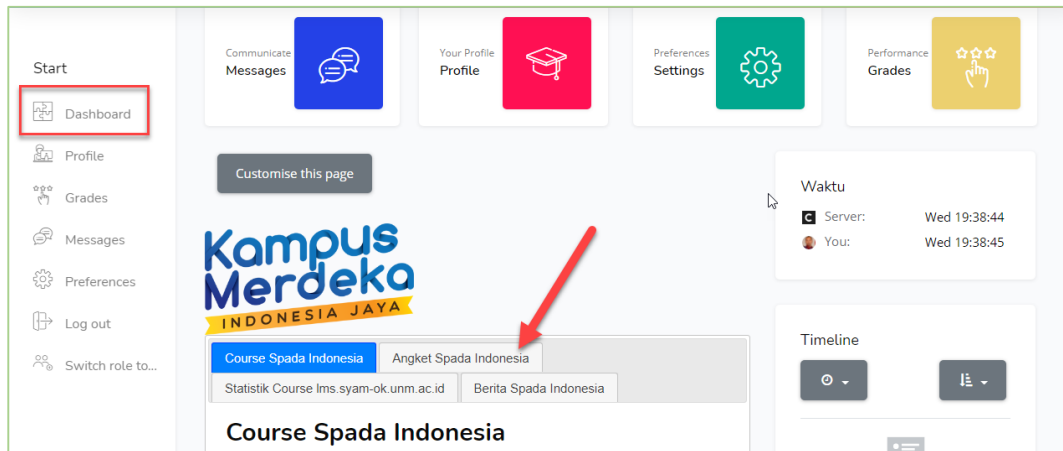 Start
Dashboard
Profile
Grades
Messages
Preferences
Log out
Switch role to...
Communicate
Messages
Your Profile
Profile
Preferences
Settings
Performance
Grades
Customise this page
Kampus
Merdeka
INDONESIA JAYA
Course Spada Indonesia
Angket Spada Indonesia
Statistik Course lms.syam-ok.unm.ac.id
Berita Spada Indonesia
Course Spada Indonesia
Waktu
C Server: Wed 19:38:44
You: Wed 19:38:45
Timeline